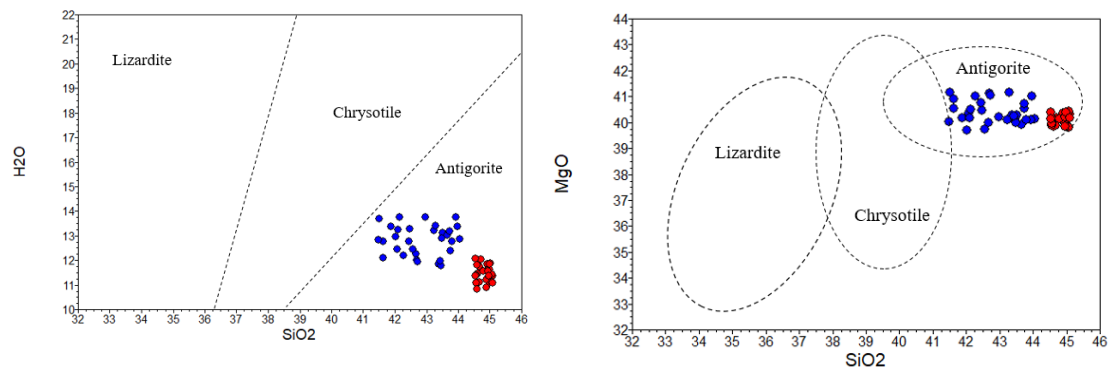 22
21
20
19
18
17
16
15
14
13
12
11
10
H2O
Lizardite
Chrysotile
Antigorite
32 33 34 35 36 37 38 39 40 41 42 43 44 45 46
SiO2
44
43
42
41
40
39
38
37
36
35
34
33
32
MgO
Antigorite
Lizardite
Chrysotile
32 33 34 35 36 37 38 39 40 41 42 43 44 45 46
SiO2